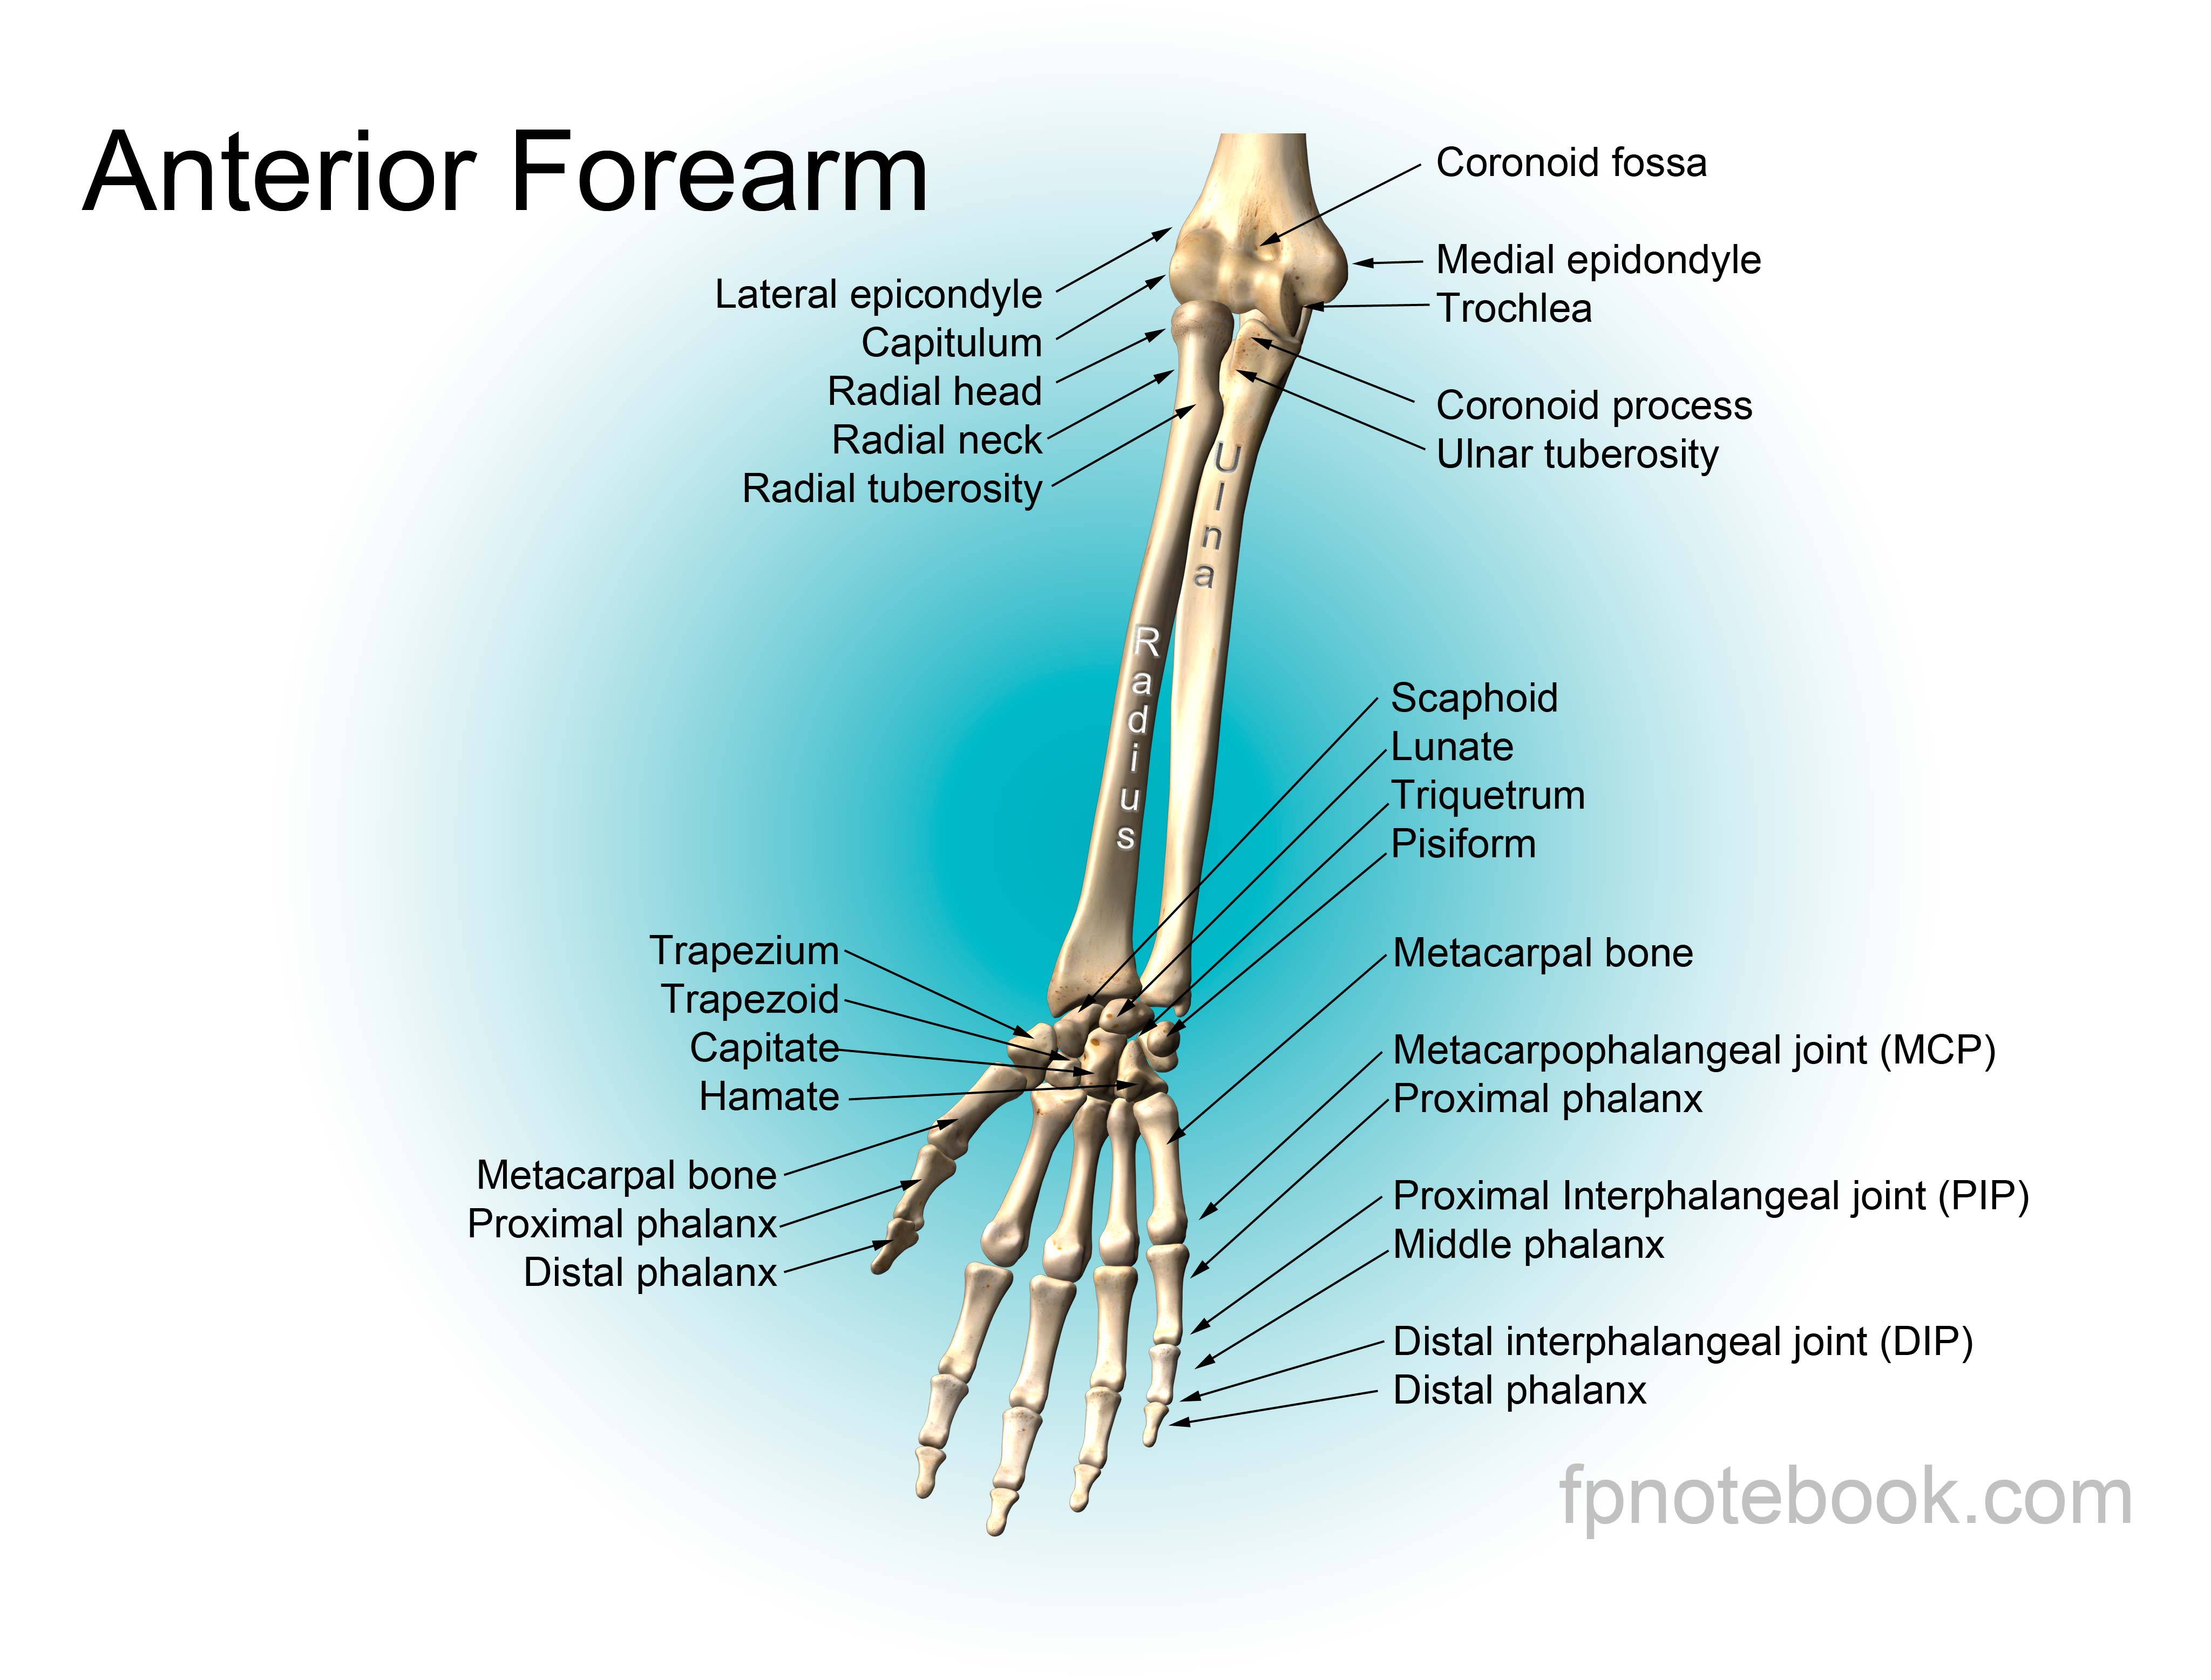 Anterior Forearm
Coronoid fossa
Medial epidondyle
Trochlea
Coronoid process
Ulnar tuberosity
Lateral epicondyle
Capitulum
Radial head
Radial neck
Radial tuberosity
Ulna
Radius
Scaphoid
Lunate
Triquetrum
Pisiform
Trapezium
Trapezoid
Capitate
Hamate
Metacarpal bone
Proximal phalanx
Distal phalanx
Metacarpal bone
Metacarpophalangeal joint (MCP)
Proximal phalanx
Proximal Interphalangeal joint (PIP)
Middle phalanx
Distal interphalangeal joint (DIP)
Distal phalanx
fpnotebook.com